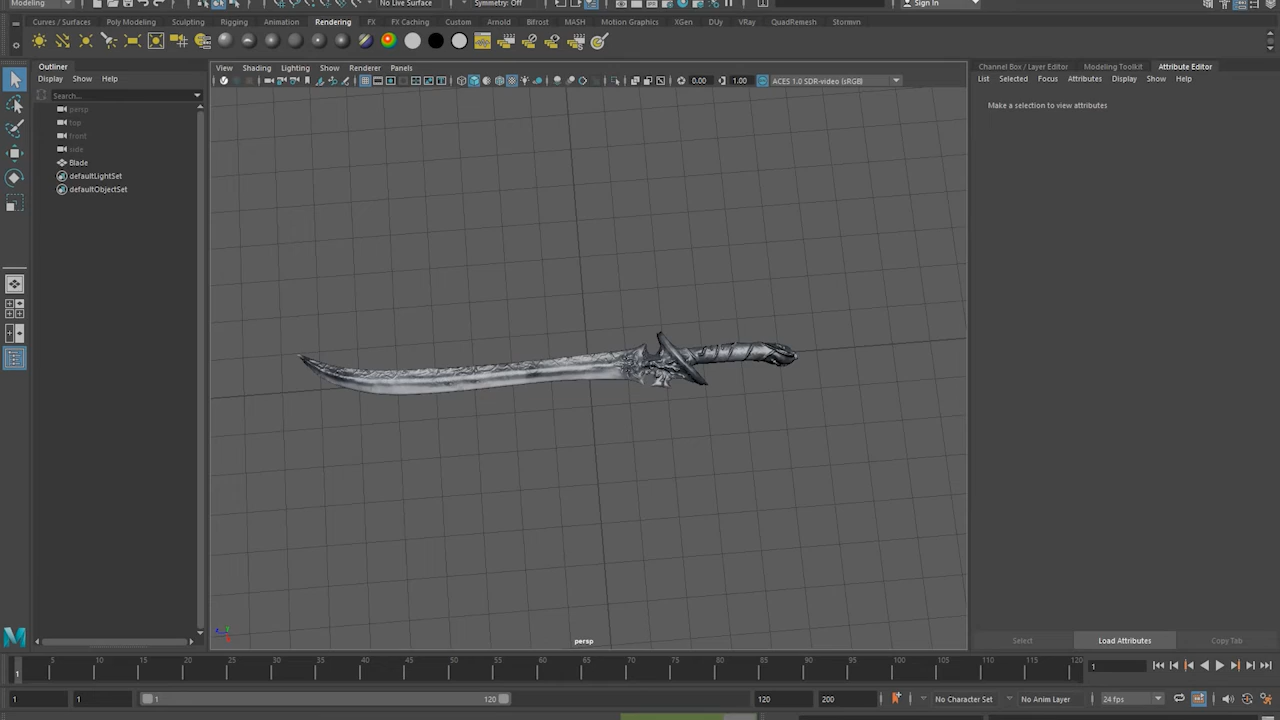 Modeling
No Live Surface
Symmetry: Off
Sign In
Curves / Surfaces
Poly Modeling
Sculpting
Rigging
Animation
Rendering
FX
FX Caching
Custom
Arnold
Bifrost
MASH
Motion Graphics
XGen
DUy
VRay
QuadRemesh
Stormm
Outliner
Display Show Help
Search...
persp
top
front
side
Blade
defaultLightSet
defaultObjectSet
View Shading Lighting Show Renderer Panels
0.00
1.00
ACES 1.0 SDR-video (sRGB)
persp
Channel Box / Layer Editor
Modeling Toolkit
Attribute Editor
List Selected Focus Attributes Display Show Help
Make a selection to view attributes
Select
Load Attributes
Copy Tab
1 5 10 15 20 25 30 35 40 45 50 55 60 65 70 75 80 85 90 95 100 105 110 115 120
1
1
1
1
120
120
200
No Character Set
No Anim Layer
24 fps